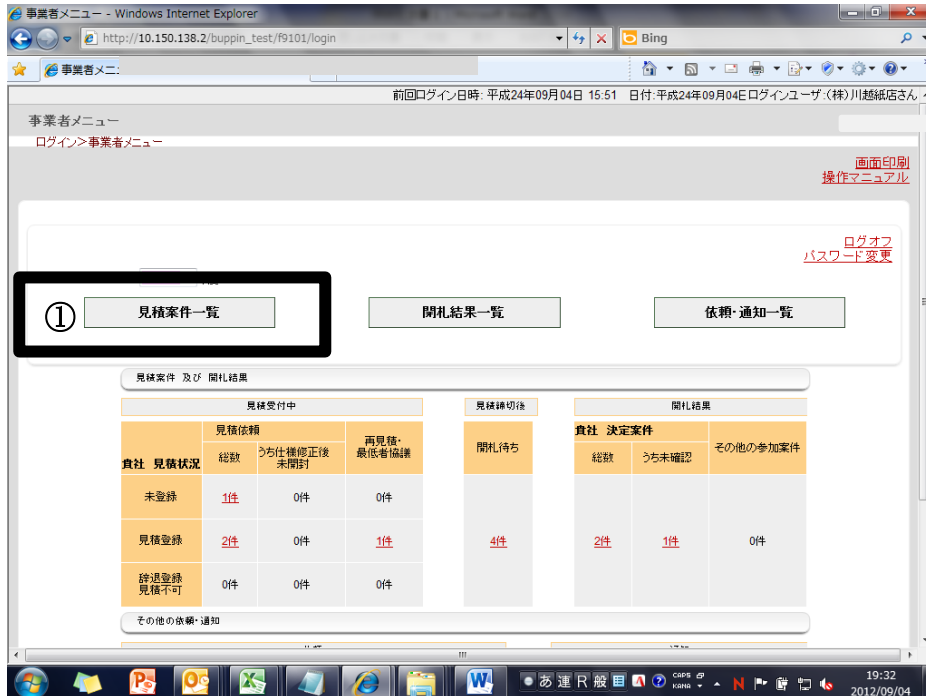 事業者メニュー - Windows Internet Explorer
http://10.150.138.2/buppin_test/f9101/login
Bing
事業者メニ
前回ログイン日時: 平成24年09月04日 15:51 日付:平成24年09月04日 ログインユーザ:(株)川越紙店さん
事業者メニュー
ログイン>事業者メニュー
画面印刷
操作マニュアル
ログオフ
パスワード変更
①
見積案件一覧
開札結果一覧
依頼・通知一覧
見積案件 及び 開札結果
見積受付中
見積締切後
開札結果
貴社 見積状況
見積依頼
再見積・
最低者協議
開札待ち
貴社 決定案件
その他の参加案件
総数
うち仕様修正後
未開封
総数
うち未確認
未登録
1件
0件
0件
見積登録
2件
0件
1件
4件
2件
1件
0件
辞退登録
見積不可
0件
0件
0件
その他の依頼・通知
あ 連 R 般
CAPS
KANA
19:32
2012/09/04